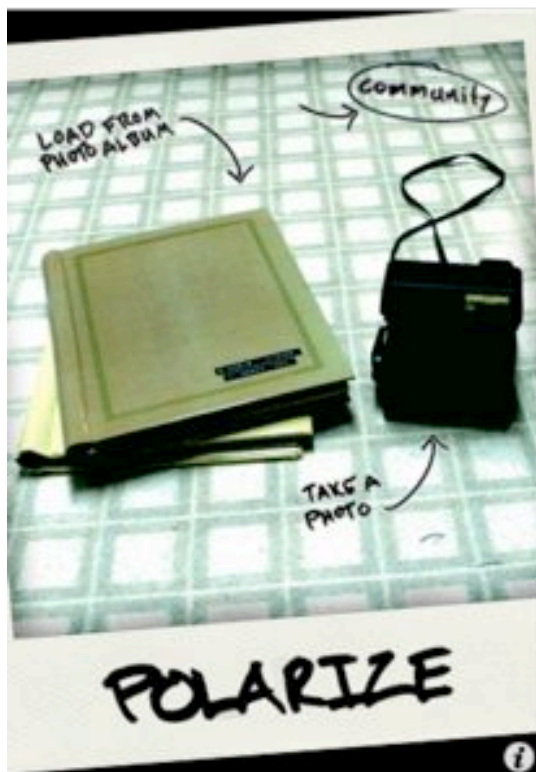 community
LOAD FROM
PHOTO ALBUM
TAKE A
PHOTO
POLARIZE
i